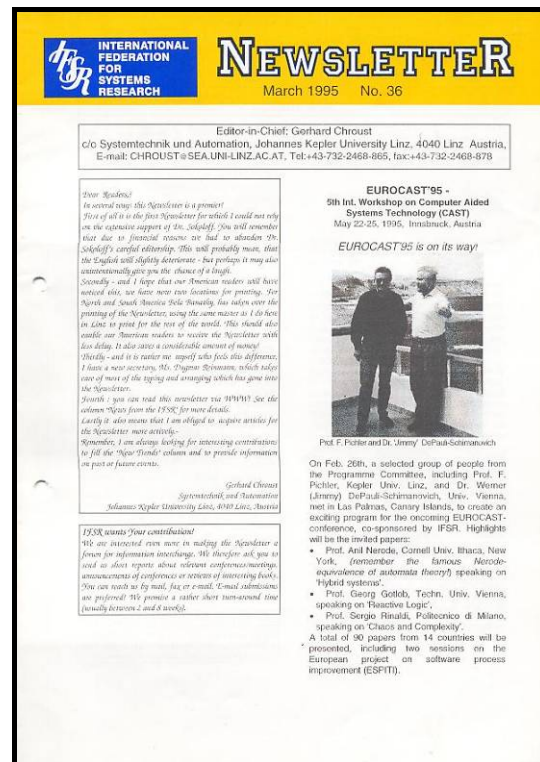 IFSR
INTERNATIONAL
FEDERATION
FOR
SYSTEMS
RESEARCH
NEWSLETTER
March 1995 No. 36
Editor-in-Chief: Gerhard Chroust
c/o Systemtechnik und Automation, Johannes Kepler University Linz, 4040 Linz Austria,
E-mail: CHROUST@SEA.UNI-LINZ.AC.AT, Tel:+43-732-2468-865, fax:+43-732-2468-878
Dear Readers!
In several ways this Newsletter is a premier!
First of all it is the first Newsletter for which I could not rely
on the extensive support of Dr. Sokoloff. You will remember
that due to financial reasons we had to abandon Dr.
Sokoloff's careful editorship. This will probably mean, that
the English will slightly deteriorate - but perhaps it may also
unintentionally give you the chance of a laugh.
Secondly - and I hope that our American readers will have
noticed this, we have now two locations for printing. For
North and South America Bela Banathy, has taken over the
printing of the Newsletter, using the same master as I do here
in Linz to print for the rest of the world. This should also
enable our American readers to receive the Newsletter with
less delay. It also saves a considerable amount of money!
Thirdly - and it is rather me myself who feels this difference,
I have a new secretary, Ms. Dagmar Reinmann, which takes
care of most of the typing and arranging which has gone into
the Newsletter.
Fourth : you can read this newsletter via WWW! See the
column 'News from the IFSR' for more details.
Lastly it also means that I am obliged to acquire articles for
the Newsletter more actively.-
Remember, I am always looking for interesting contributions
to fill the 'New Trends' column and to provide information
on past or future events.
Gerhard Chroust
Systemtechnik und Automation
Johannes Kepler University Linz, 4040 Linz, Austria
IFSR wants Your contribution!
We are interested even more in making the Newsletter a
forum for information interchange. We therefore ask you to
send us short reports about relevant conferences/meetings,
announcements of conferences or reviews of interesting books.
You can reach us by mail, fax or e-mail. E-mail submissions
are preferred! We promise a rather short turn-around time
(usually between 2 and 8 weeks).
EUROCAST'95 -
5th Int. Workshop on Computer Aided
Systems Technology (CAST)
May 22-25, 1995, Innsbruck, Austria
EUROCAST'95 is on its way!
Prof. F. Pichler and Dr. 'Jimmy' DePauli-Schimanovich
On Feb. 26th, a selected group of people from
the Programme Committee, including Prof. F.
Pichler, Kepler Univ. Linz, and Dr. Werner
(Jimmy) DePauli-Schimanovich, Univ. Vienna,
met in Las Palmas, Canary Islands, to create an
exciting program for the oncoming EUROCAST-
conference, co-sponsored by IFSR. Highlights
will be the invited papers:
• Prof. Anil Nerode, Cornell Univ. Ithaca, New
York, (remember the famous Nerode-
equivalence of automata theory!) speaking on
'Hybrid systems'.
• Prof. Georg Gotlob, Techn. Univ. Vienna,
speaking on 'Reactive Logic',
• Prof. Sergio Rinaldi, Politecnico di Milano,
speaking on 'Chaos and Complexity'.
A total of 90 papers from 14 countries will be
presented, including two sessions on the
European project on software process
improvement (ESPITI).